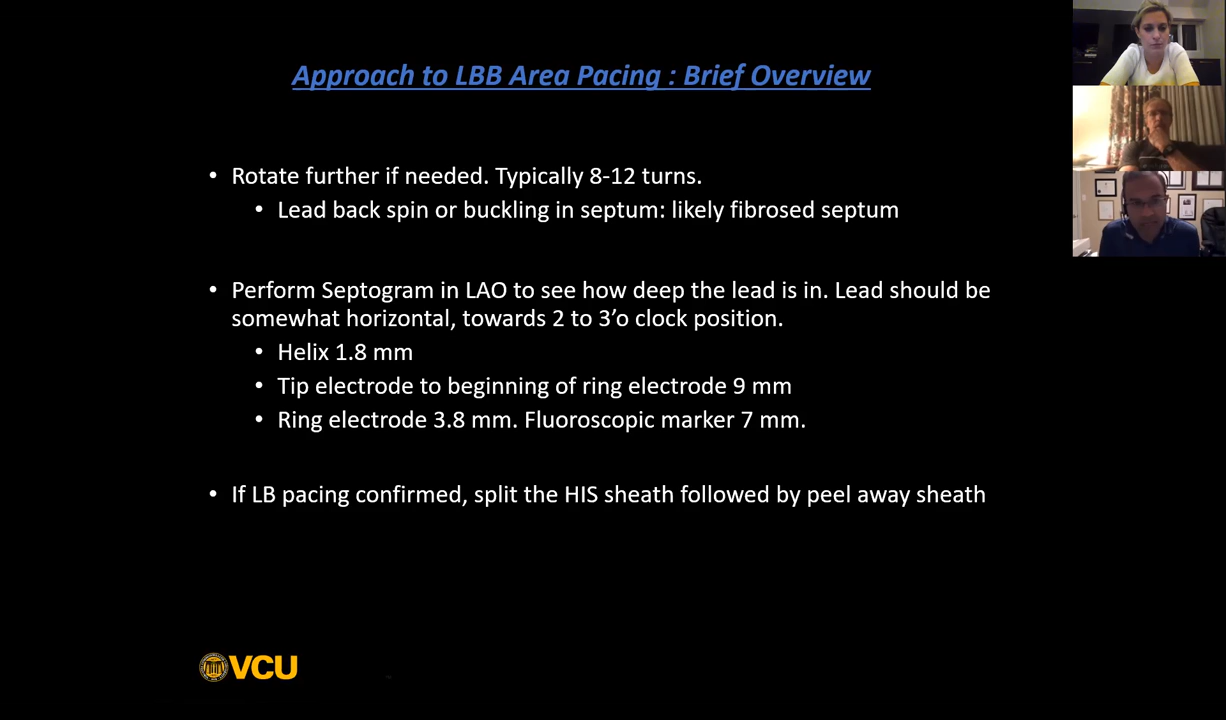 Approach to LBB Area Pacing : Brief Overview
• Rotate further if needed. Typically 8-12 turns.
• Lead back spin or buckling in septum: likely fibrosed septum
• Perform Septogram in LAO to see how deep the lead is in. Lead should be
somewhat horizontal, towards 2 to 3’o clock position.
• Helix 1.8 mm
• Tip electrode to beginning of ring electrode 9 mm
• Ring electrode 3.8 mm. Fluoroscopic marker 7 mm.
• If LB pacing confirmed, split the HIS sheath followed by peel away sheath
VCU